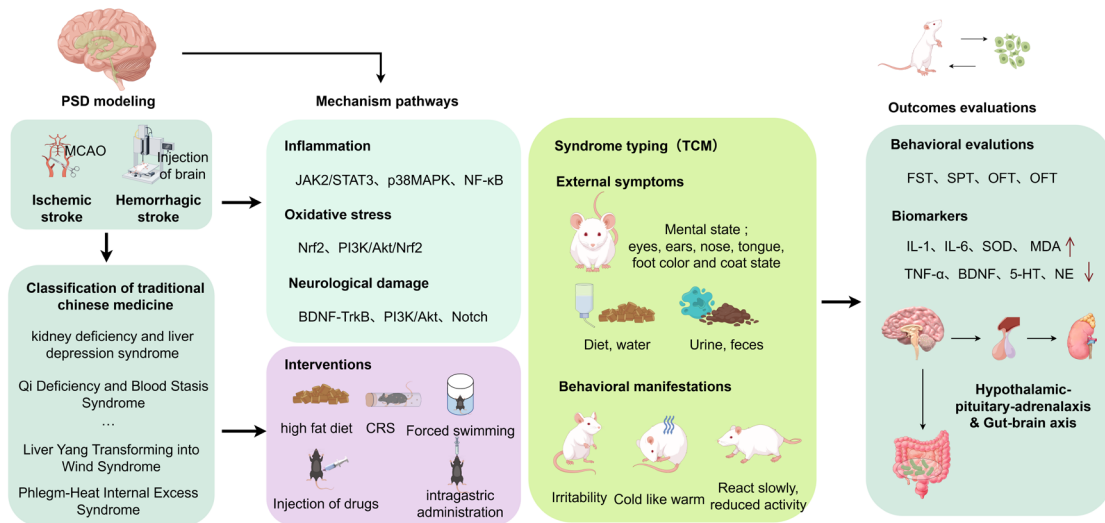 PSD modeling
MCAO
Injection
of brain
Ischemic
stroke
Hemorrhagic
stroke
Classification of traditional
chinese medicine
kidney deficiency and liver
depression syndrome
Qi Deficiency and Blood Stasis
Syndrome
…
Liver Yang Transforming into
Wind Syndrome
Phlegm-Heat Internal Excess
Syndrome
Mechanism pathways
Inflammation
JAK2/STAT3、p38MAPK、NF-κB
Oxidative stress
Nrf2、PI3K/Akt/Nrf2
Neurological damage
BDNF-TrkB、PI3K/Akt、Notch
Interventions
high fat diet
CRS
Forced swimming
Injection of drugs
intragastric
administration
Syndrome typing（TCM）
External symptoms
Mental state ;
eyes, ears, nose, tongue,
foot color and coat state
Diet, water
Urine, feces
Behavioral manifestations
Irritability
Cold like warm
React slowly,
reduced activity
Outcomes evaluations
Behavioral evalutions
FST、SPT、OFT、OFT
Biomarkers
IL-1、IL-6、SOD、 MDA ↑
TNF-α、BDNF、5-HT、NE ↓
Hypothalamic-
pituitary-adrenalaxis
& Gut-brain axis